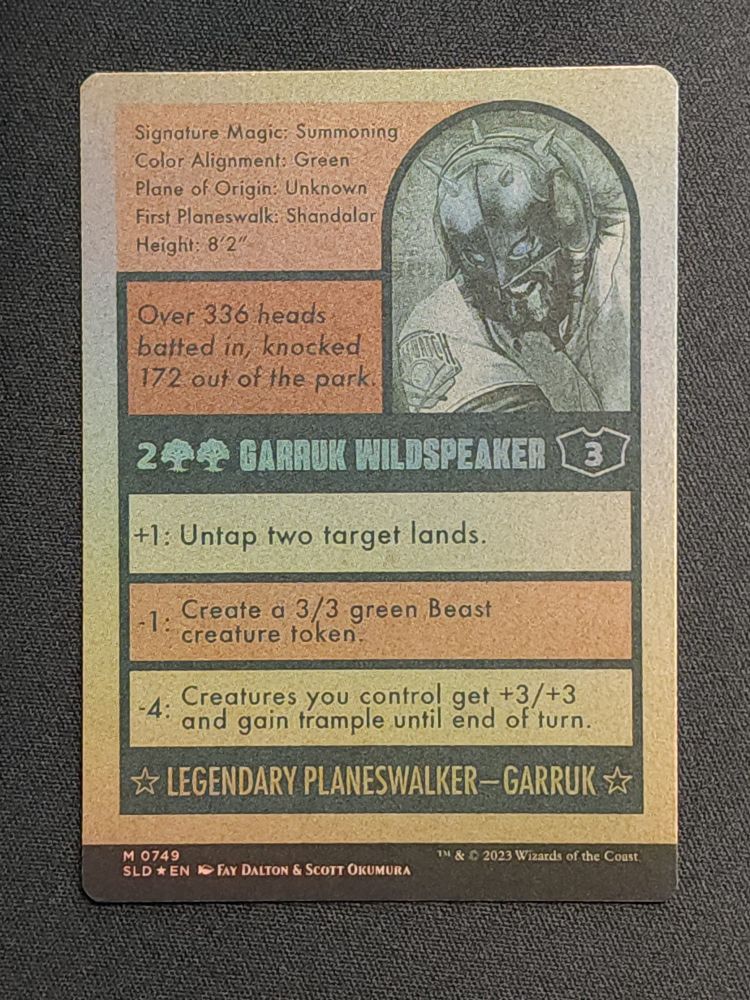 Signature Magic: Summoning
Color Alignment: Green
Plane of Origin: Unknown
First Planeswalk: Shandalar
Height: 8'2"
Over 336 heads
batted in, knocked
172 out of the park.
2 GARRUK WILDSPEAKER 3
+1: Untap two target lands.
-1: Create a 3/3 green Beast
creature token.
-4: Creatures you control get +3/+3
and gain trample until end of turn.
☆ LEGENDARY PLANESWALKER—GARRUK ☆
M 0749
SLD ★ EN FAY DALTON & SCOTT OKUMURA
™ & © 2023 Wizards of the Coast